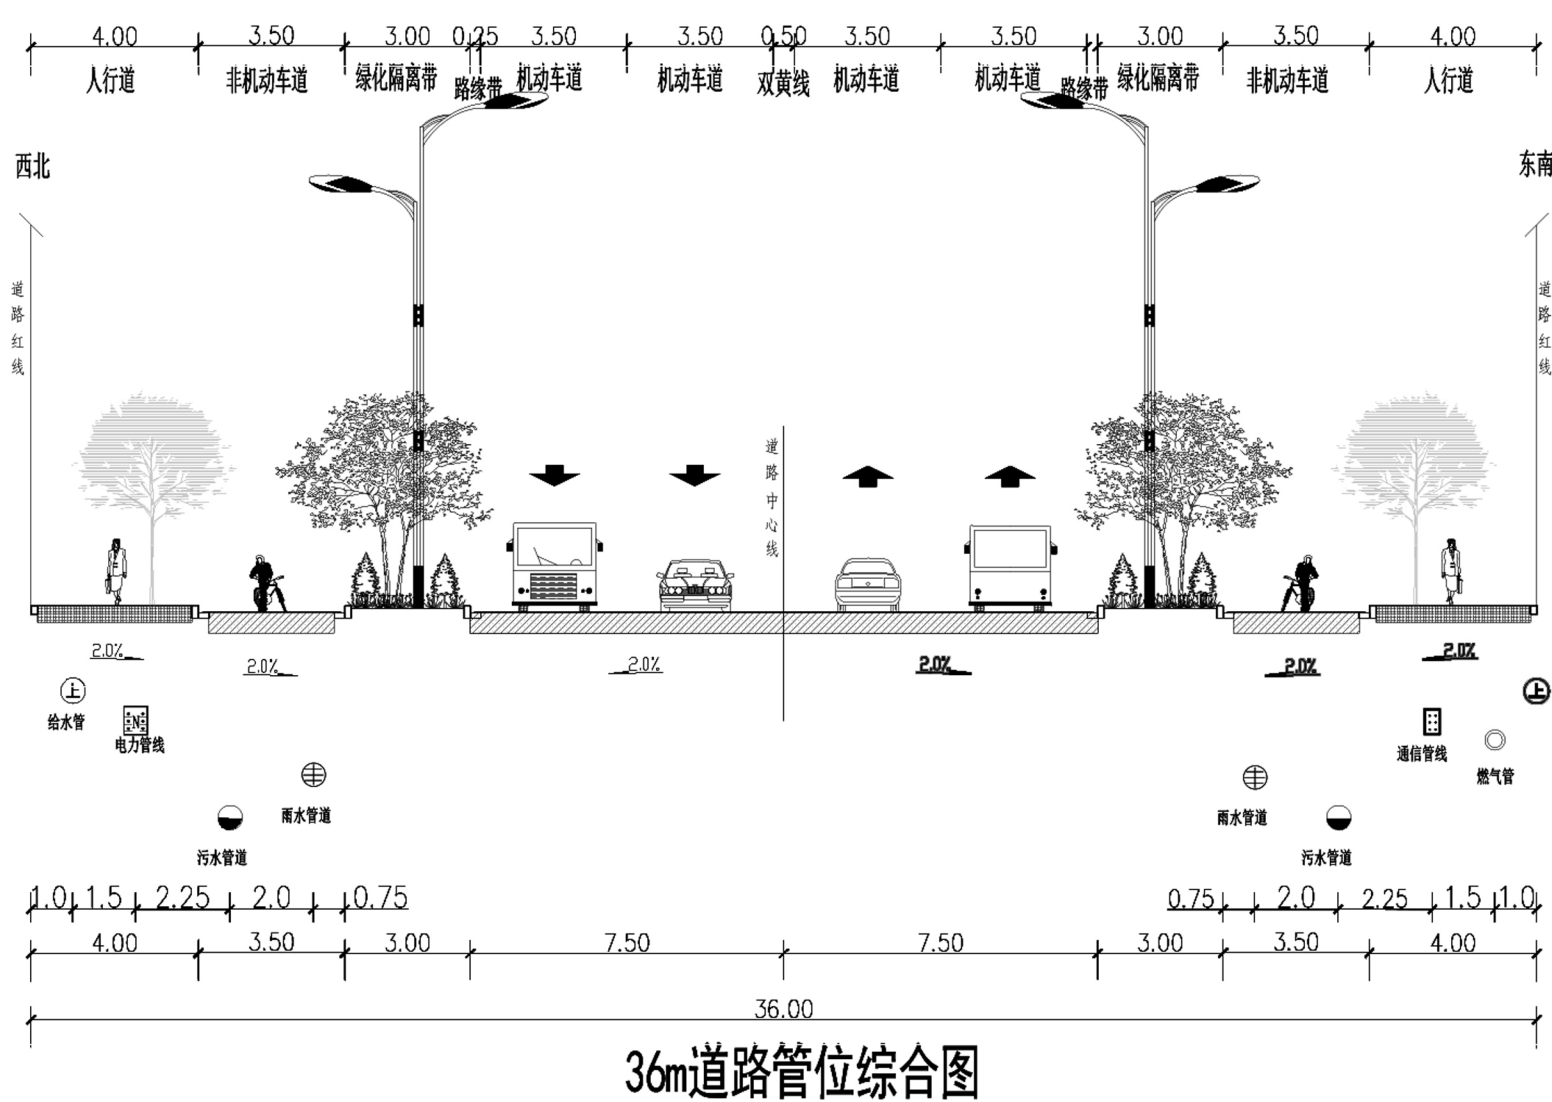 4.00 3.50 3.00 0.25 3.50 3.50 0.50 3.50 3.50 3.00 3.50 4.00
人行道 非机动车道 绿化隔离带 路缘带 机动车道 机动车道 双黄线 机动车道 机动车道 路缘带 绿化隔离带 非机动车道 人行道
西北
东南
道路红线
道路中心线
道路红线
2.0% 2.0% 2.0% 2.0% 2.0% 2.0%
上
给水管
N
电力管线
雨水管道
污水管道
上
通信管线
燃气管
雨水管道
污水管道
1.0 1.5 2.25 2.0 0.75 0.75 2.0 2.25 1.5 1.0
4.00 3.50 3.00 7.50 7.50 3.00 3.50 4.00
36.00
36m道路管位综合图